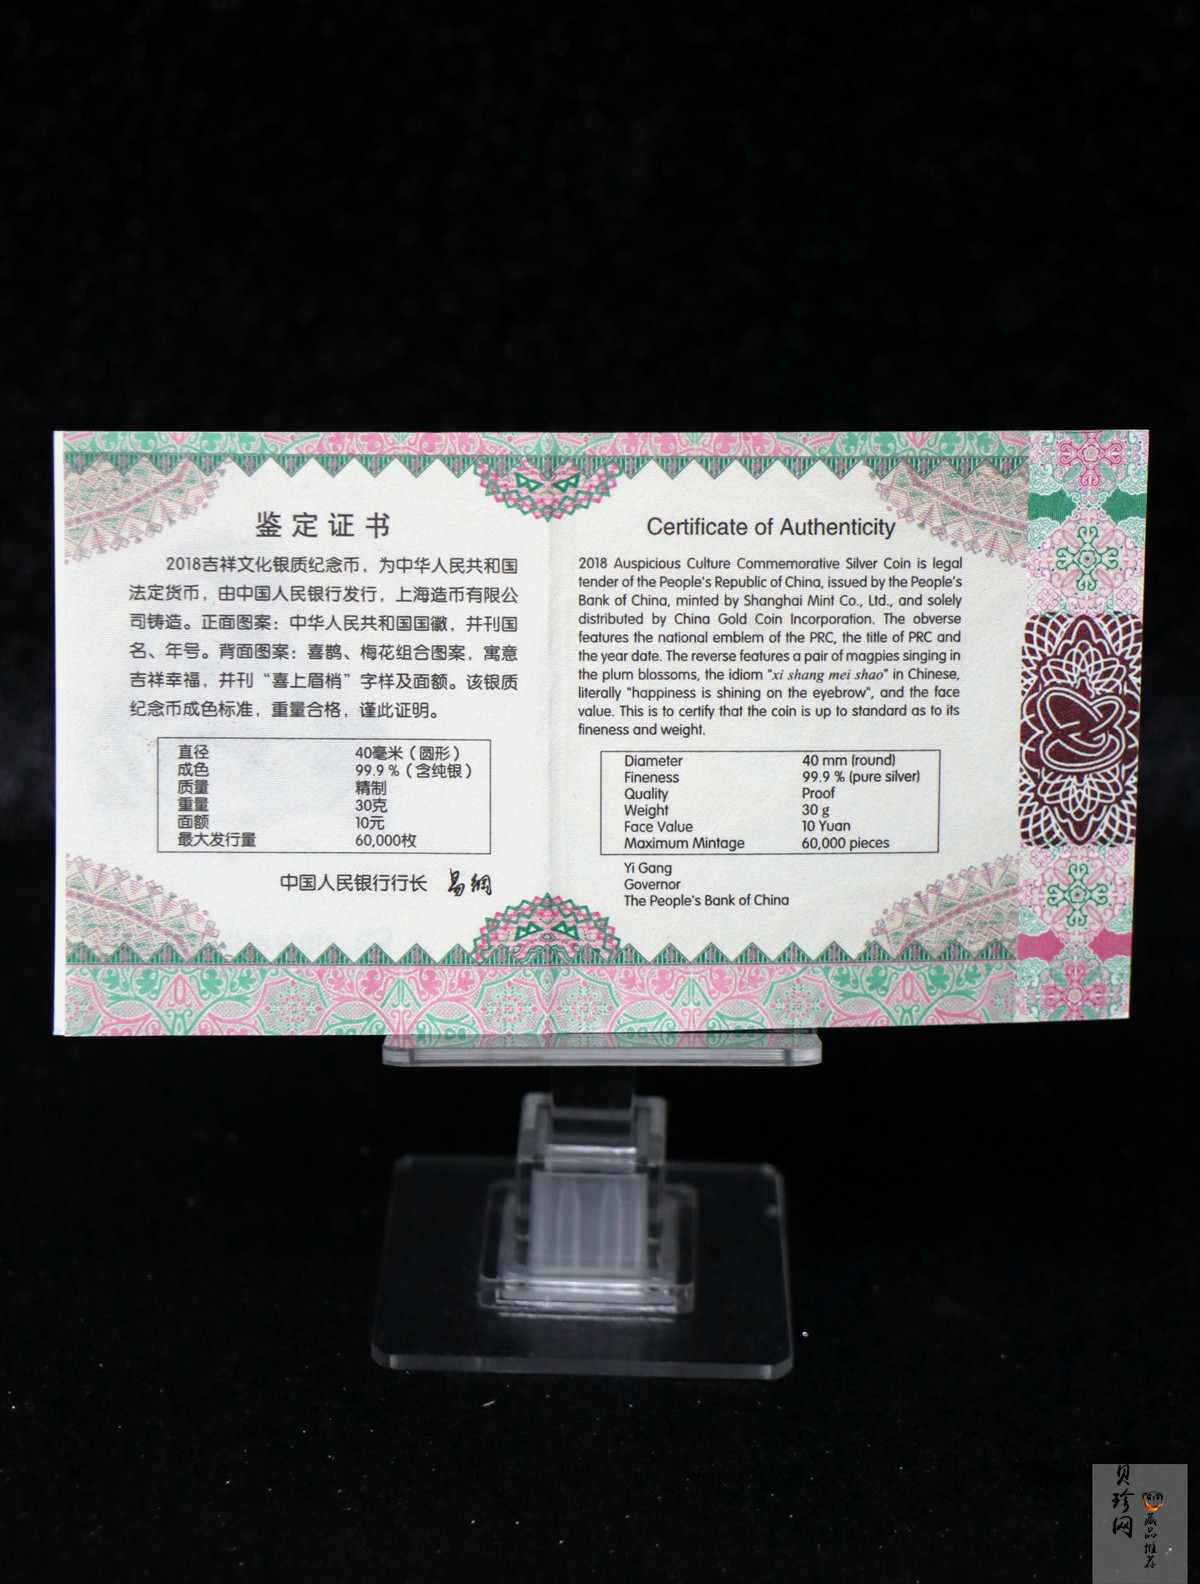 鉴定证书
2018吉祥文化银质纪念币，为中华人民共和国
法定货币，由中国人民银行发行，上海造币有限公
司铸造。正面图案：中华人民共和国国徽，并刊国
名、年号。背面图案：喜鹊、梅花组合图案，寓意
吉祥幸福，并刊“喜上眉梢”字样及面额。该银质
纪念币成色标准，重量合格，谨此证明。
直径 40毫米（圆形）
成色 99.9 %（含纯银）
质量 精制
重量 30克
面额 10元
最大发行量 60,000枚
中国人民银行行长 易纲
Certificate of Authenticity
2018 Auspicious Culture Commemorative Silver Coin is legal
tender of the People's Republic of China, issued by the People's
Bank of China, minted by Shanghai Mint Co., Ltd., and solely
distributed by China Gold Coin Incorporation. The obverse
features the national emblem of the PRC, the title of PRC and
the year date. The reverse features a pair of magpies singing in
the plum blossoms, the idiom "xi shang mei shao" in Chinese,
literally "happiness is shining on the eyebrow", and the face
value. This is to certify that the coin is up to standard as to its
fineness and weight.
Diameter 40 mm (round)
Fineness 99.9 % (pure silver)
Quality Proof
Weight 30 g
Face Value 10 Yuan
Maximum Mintage 60,000 pieces
Yi Gang
Governor
The People's Bank of China
贝珍网
藏品推荐